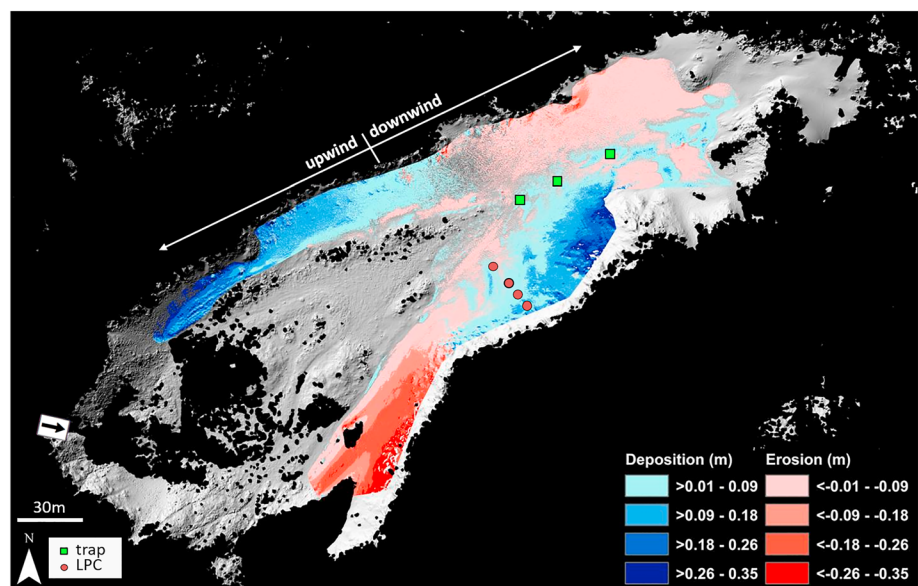 upwind | downwind
30m
N
trap
LPC
Deposition (m) Erosion (m)
>0.01 - 0.09 <-0.01 - -0.09
>0.09 - 0.18 <-0.09 - -0.18
>0.18 - 0.26 <-0.18 - -0.26
>0.26 - 0.35 <-0.26 - -0.35